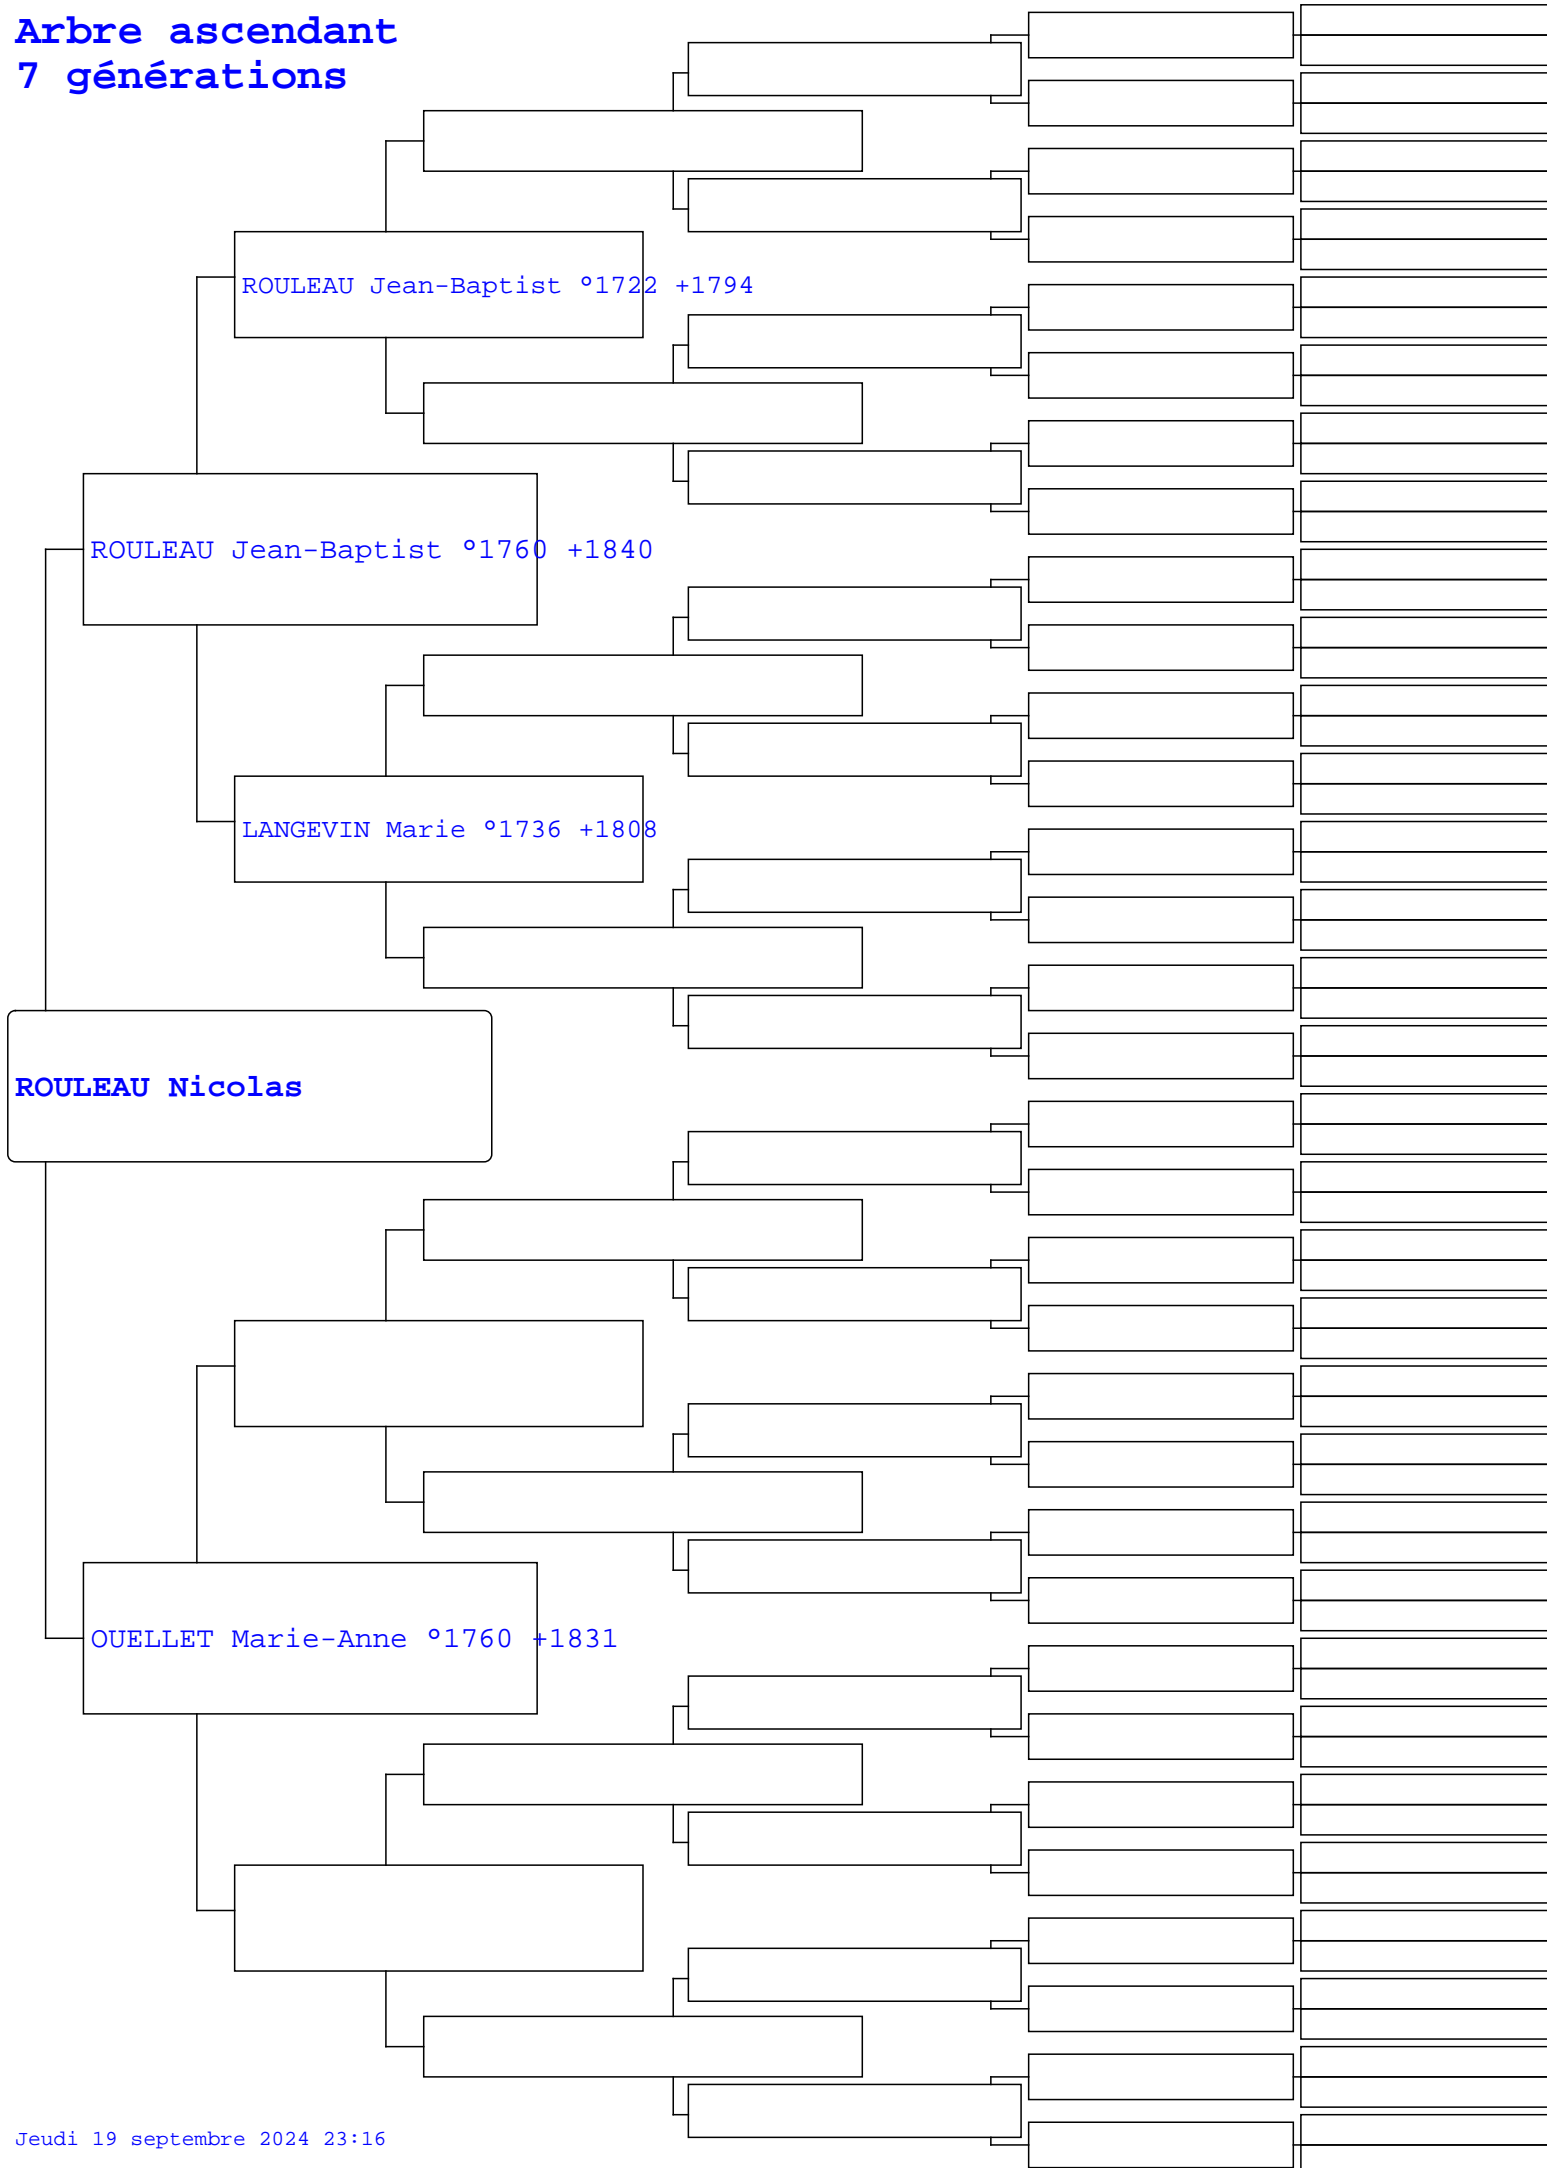 Arbre ascendant
7 générations
ROULEAU Jean-Baptist °1722 +1794
ROULEAU Jean-Baptist °1760 +1840
LANGEVIN Marie °1736 +1808
ROULEAU Nicolas
OUELLET Marie-Anne °1760 +1831
Jeudi 19 septembre 2024 23:16